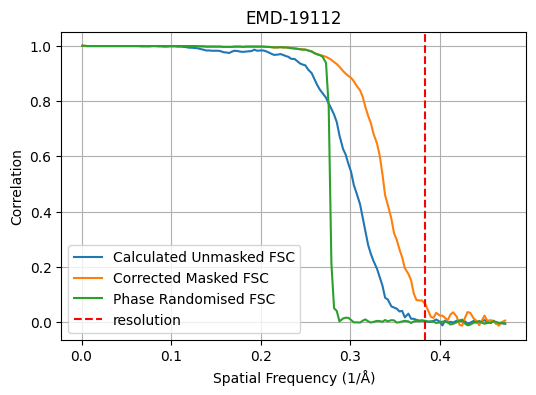 EMD-19112
1.0
0.8
0.6
0.4
0.2
0.0
Correlation
Calculated Unmasked FSC
Corrected Masked FSC
Phase Randomised FSC
resolution
0.0 0.1 0.2 0.3 0.4
Spatial Frequency (1/Å)